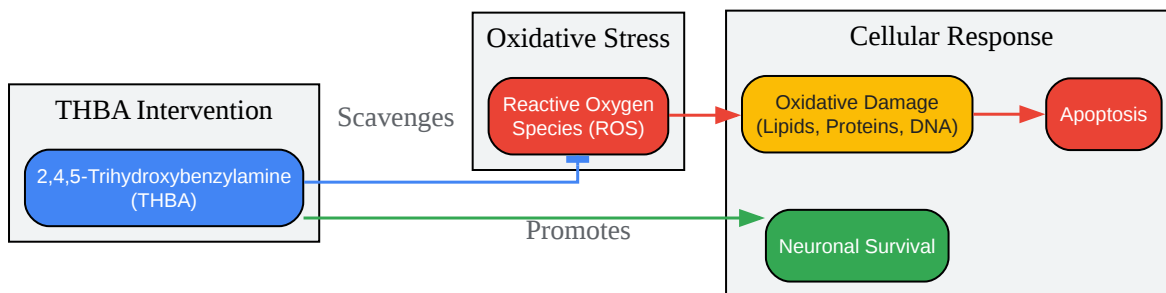 THBA Intervention
2,4,5-Trihydroxybenzylamine
(THBA)
Scavenges
Promotes
Oxidative Stress
Reactive Oxygen
Species (ROS)
Cellular Response
Oxidative Damage
(Lipids, Proteins, DNA)
Apoptosis
Neuronal Survival